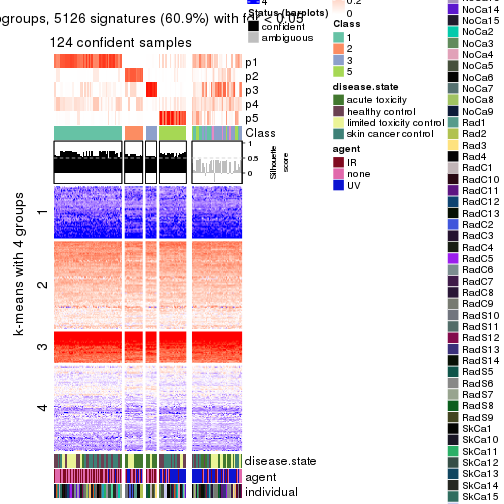 groups, 5126 signatures (60.9%) with fdr < 0.05
124 confident samples
p1
p2
p3
p4
p5
Class
1
0.5
0
Silhouette
score
k-means with 4 groups
1
2
3
4
disease.state
agent
individual
4
Status (barplots)
confident
ambiguous
0.2
0
Class
1
2
3
5
disease.state
acute toxicity
healthy control
limited toxicity control
skin cancer control
agent
IR
none
UV
NoCa14
NoCa15
NoCa2
NoCa3
NoCa4
NoCa5
NoCa6
NoCa7
NoCa8
NoCa9
Rad1
Rad2
Rad3
Rad4
RadC1
RadC10
RadC11
RadC12
RadC13
RadC2
RadC3
RadC4
RadC5
RadC6
RadC7
RadC8
RadC9
RadS10
RadS11
RadS12
RadS13
RadS14
RadS5
RadS6
RadS7
RadS8
RadS9
SkCa1
SkCa10
SkCa11
SkCa12
SkCa13
SkCa14
SkCa15